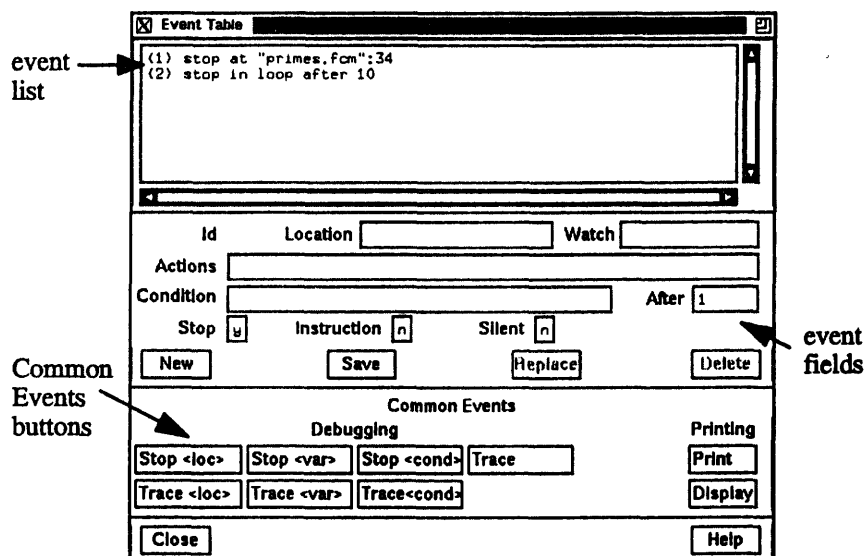 Event Table
event
list
(1) stop at "primes.fcm":34
(2) stop in loop after 10
Id Location Watch
Actions
Condition After 1
Stop y Instruction n Silent n
New Save Replace Delete
event
fields
Common
Events
buttons
Common Events
Debugging Printing
Stop <loc> Stop <var> Stop <cond> Trace Print
Trace <loc> Trace <var> Trace<cond> Display
Close Help